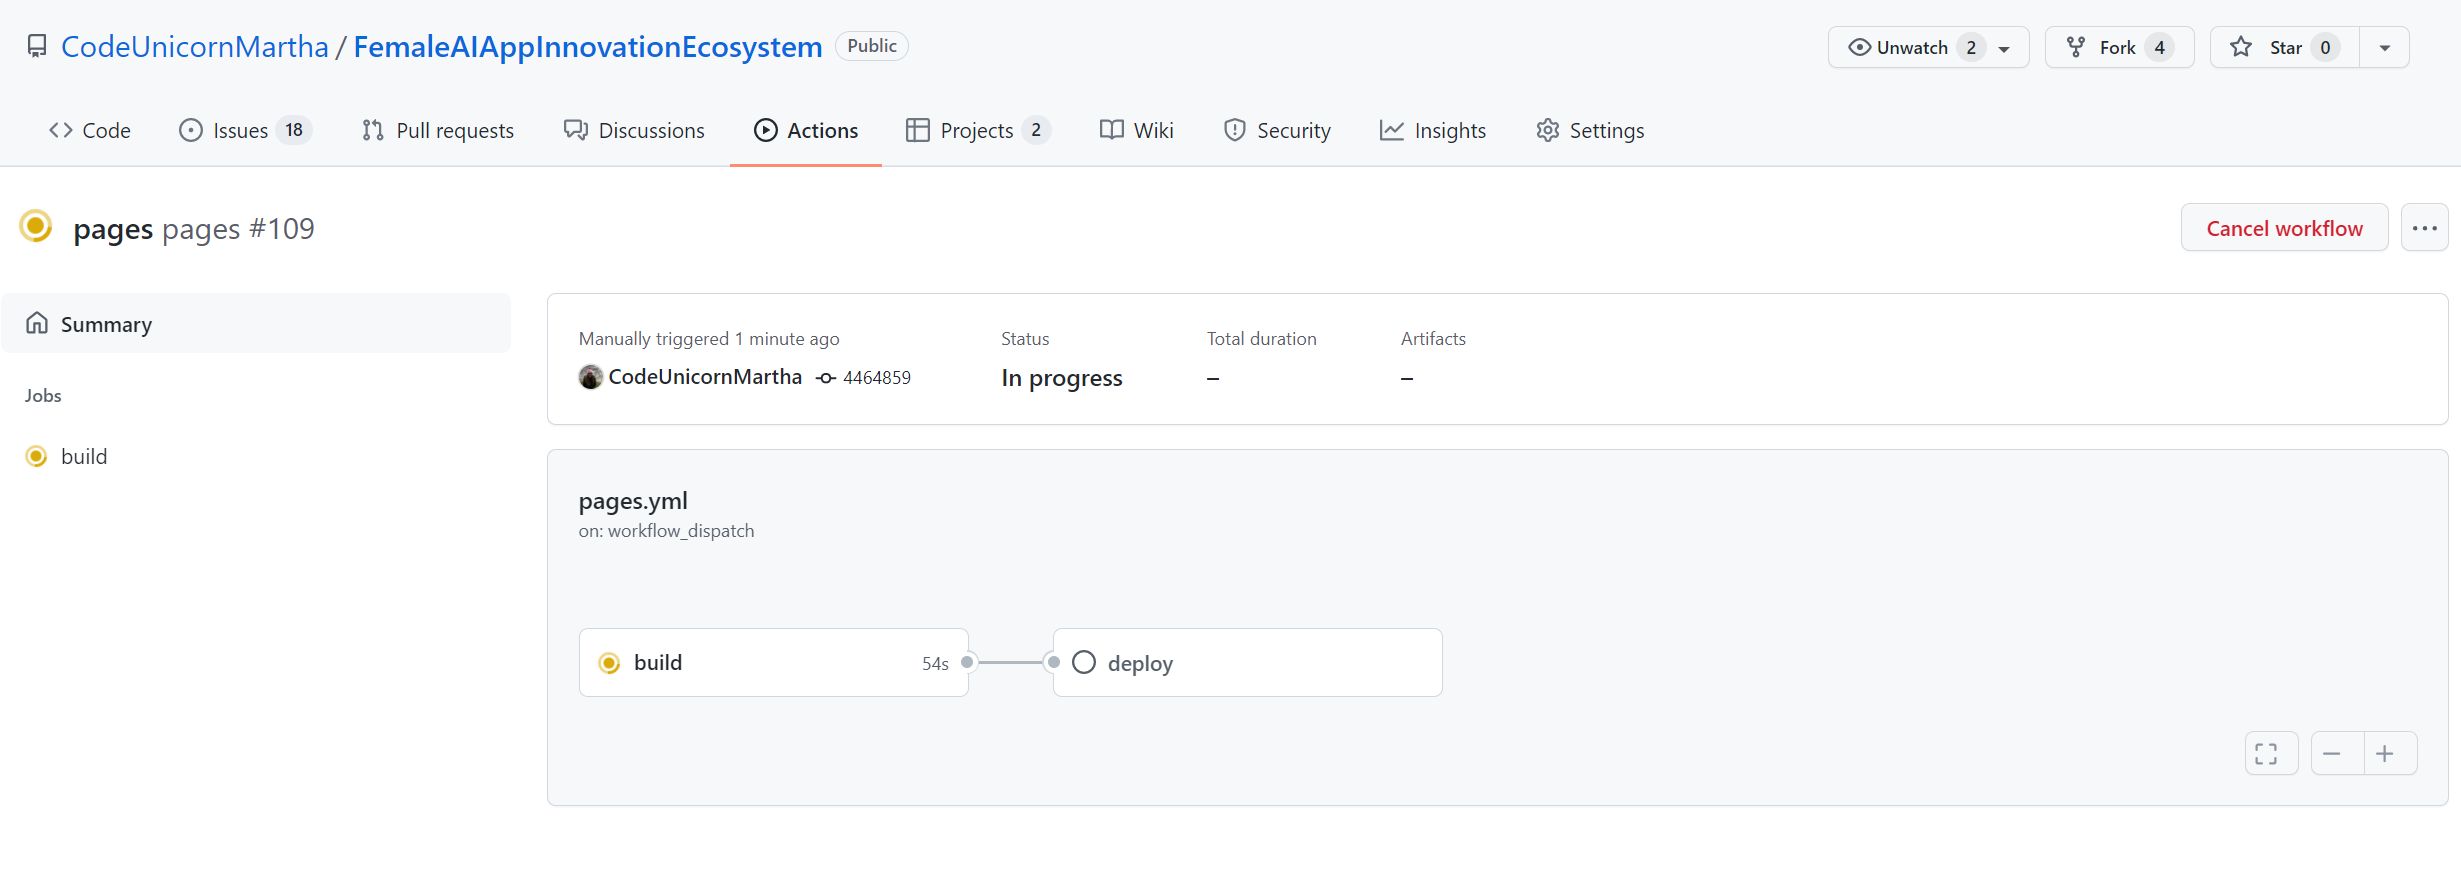 CodeUnicornMartha / FemaleAIAppInnovationEcosystem Public
Unwatch 2 Fork 4 Star 0
Code Issues 18 Pull requests Discussions Actions Projects 2 Wiki Security Insights Settings
pages pages #109
Cancel workflow
Summary
Jobs
build
Manually triggered 1 minute ago
CodeUnicornMartha 4464859
Status
In progress
Total duration
–
Artifacts
–
pages.yml
on: workflow_dispatch
build 54s
deploy